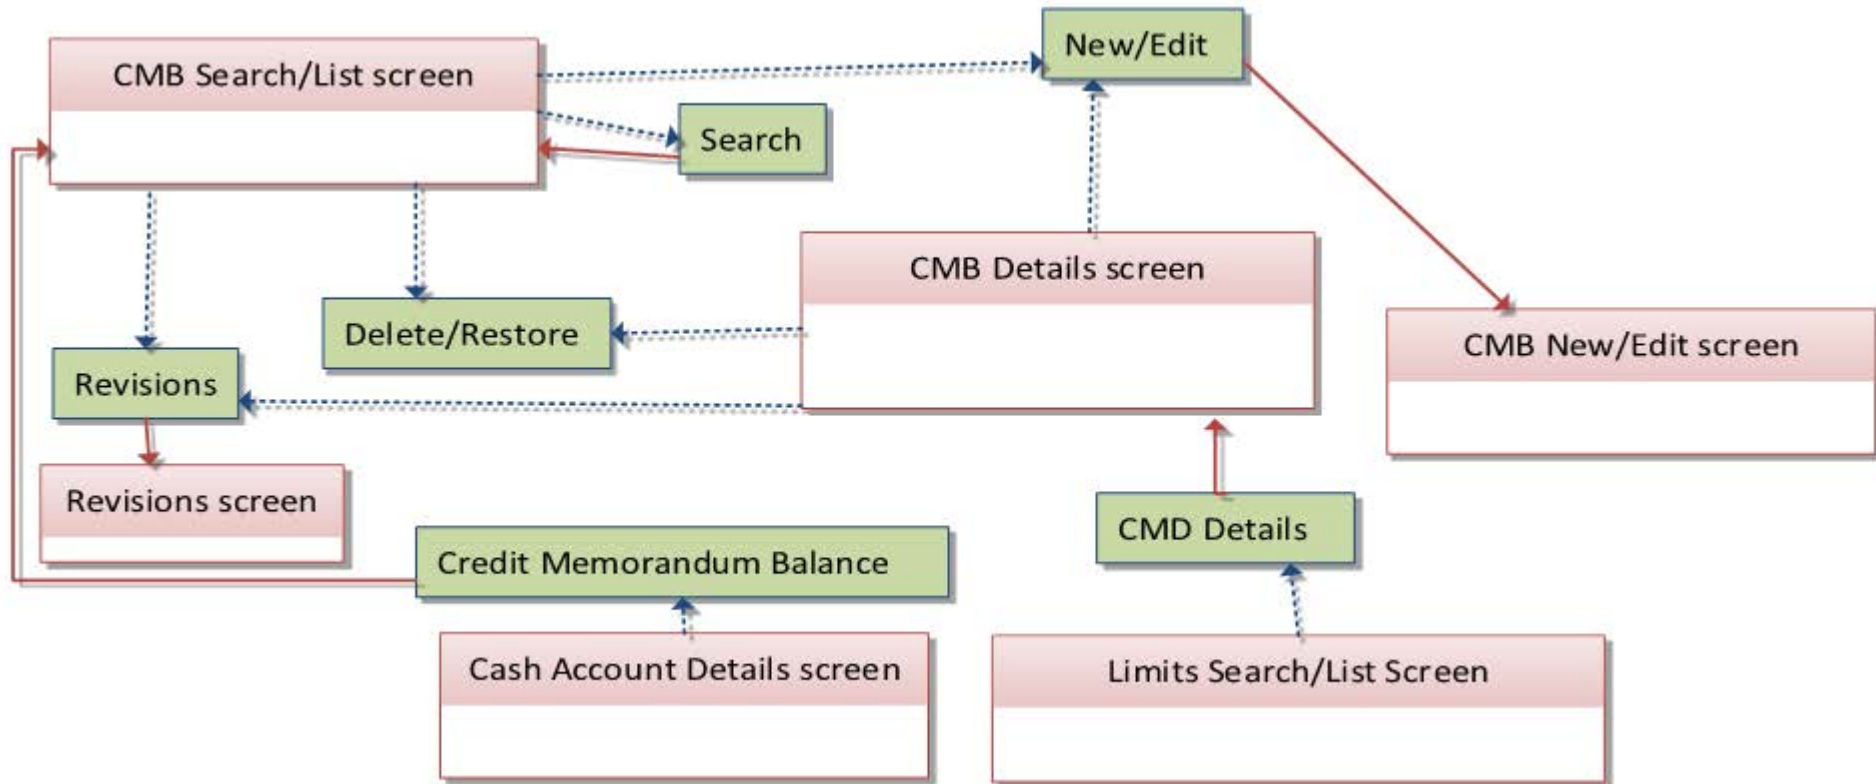 New/Edit
CMB Search/List screen
Search
CMB Details screen
Delete/Restore
CMB New/Edit screen
Revisions
Revisions screen
CMD Details
Credit Memorandum Balance
Cash Account Details screen
Limits Search/List Screen